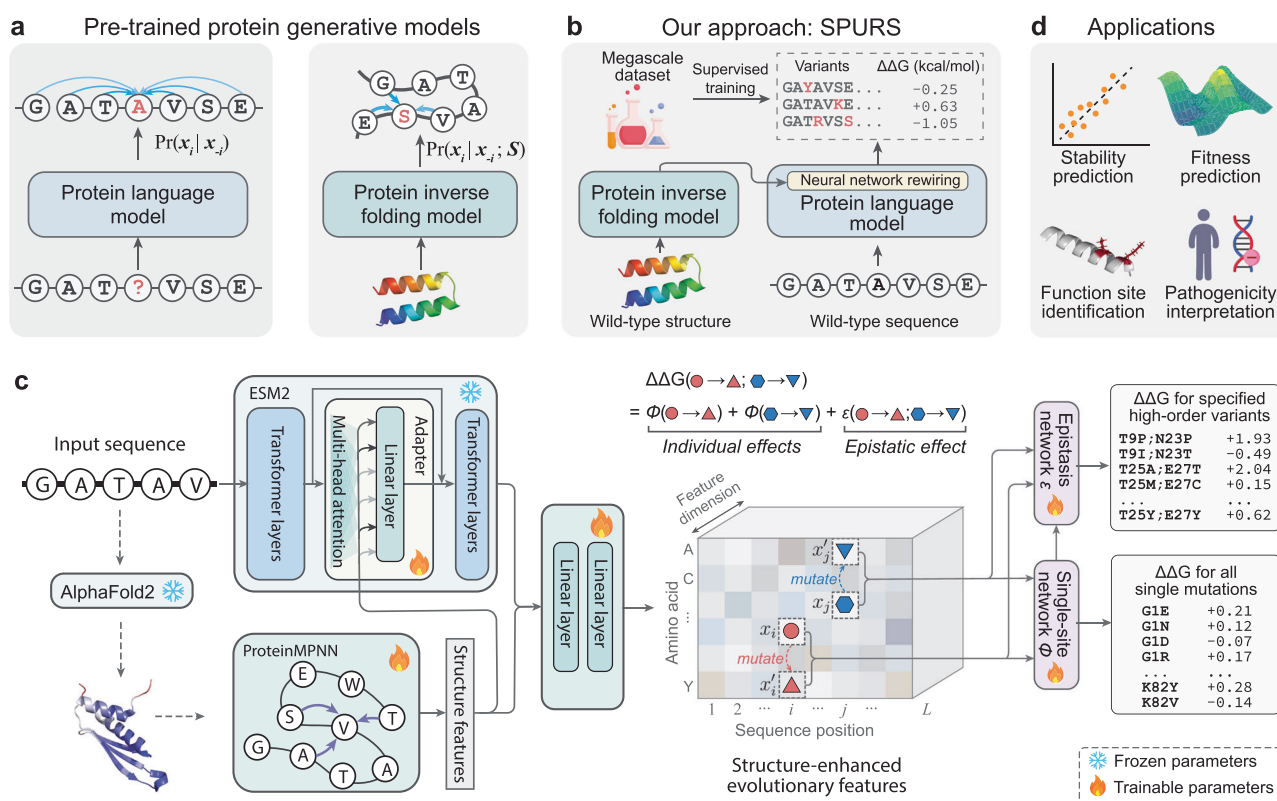 a
Pre-trained protein generative models
G A T A V S E
Pr(xᵢ| x₋ᵢ)
Protein language
model
G A T ? V S E
G A T
E S V A
Pr(xᵢ| x₋ᵢ; S)
Protein inverse
folding model
b
Our approach: SPURS
Megascale
dataset
Supervised
training
Variants ΔΔG (kcal/mol)
GAYAVSE... −0.25
GATAVKE... +0.63
GATRVSS... −1.05
Protein inverse
folding model
Neural network rewiring
Protein language
model
Wild-type structure
G A T A V S E
Wild-type sequence
d
Applications
Stability
prediction
Fitness
prediction
Function site
identification
Pathogenicity
interpretation
c
Input sequence
G A T A V
AlphaFold2
ESM2
Transformer layers
Multi-head attention
Linear layer
Adapter
Transformer layers
ProteinMPNN
E W
S V T
G A T A
Structure features
Linear layer
Linear layer
ΔΔG( → ; → )
= Φ( → ) + Φ( → ) + ε( → ; → )
Individual effects
Epistatic effect
Feature
dimension
Amino acid
A
C
...
Y
x′ⱼ
mutate
xⱼ
xᵢ
mutate
x′ᵢ
1 2 ... i ... j ... L
Sequence position
Structure-enhanced
evolutionary features
Epistasis
network ε
Single-site
network Φ
ΔΔG for specified
high-order variants
T9P;N23P +1.93
T9I;N23T −0.49
T25A;E27T +2.04
T25M;E27C +0.15
... ...
T25Y;E27Y +0.62
ΔΔG for all
single mutations
G1E +0.21
G1N +0.12
G1D −0.07
G1R +0.17
... ...
K82Y +0.28
K82V −0.14
Frozen parameters
Trainable parameters